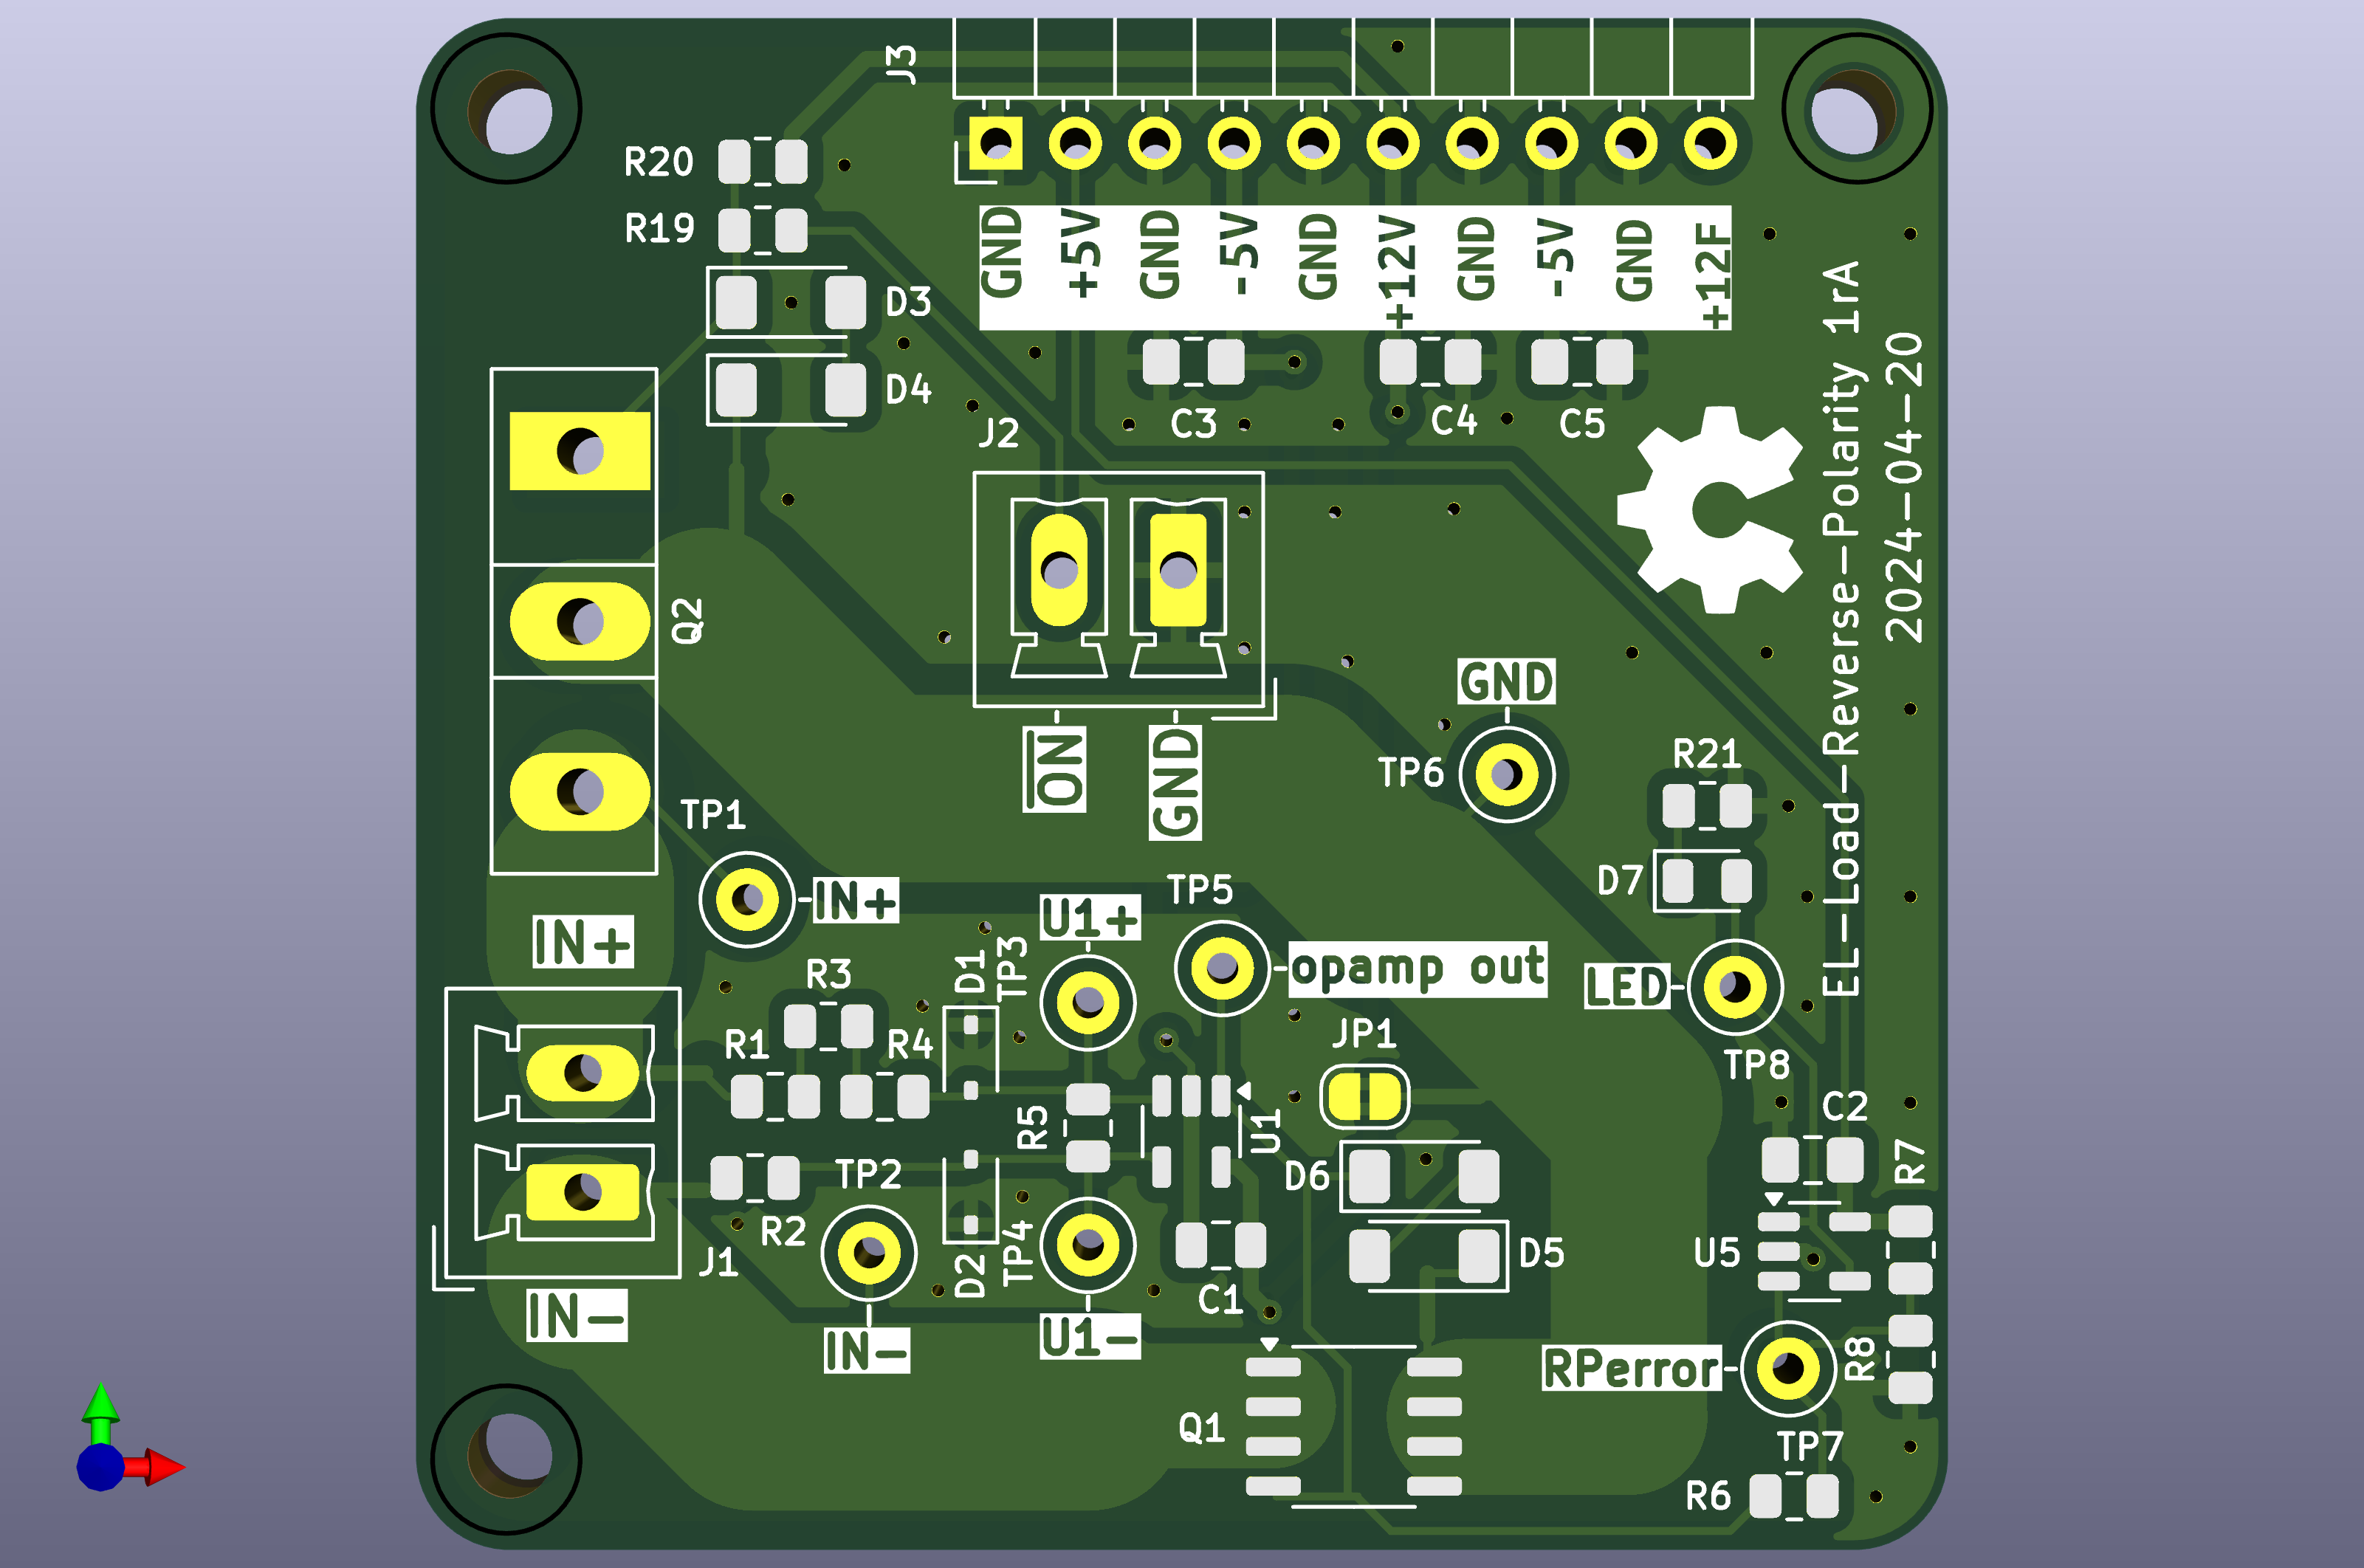 J3
R20
R19
GND
+5V
GND
-5V
GND
+12V
GND
-5V
GND
+12F
D3
D4
J2
C3
C4
C5
EL-Load-Reverse-Polarity 1rA
2024-04-20
Q2
ON
GND
GND
TP6
R21
D7
TP1
IN+
IN+
U1+
TP5
opamp out
LED
TP8
R3
D1
TP3
R1
R4
JP1
C2
R5
U1
D6
R7
R2
TP2
J1
D2
TP4
D5
U5
C1
IN-
IN-
U1-
RPerror
R8
Q1
TP7
R6